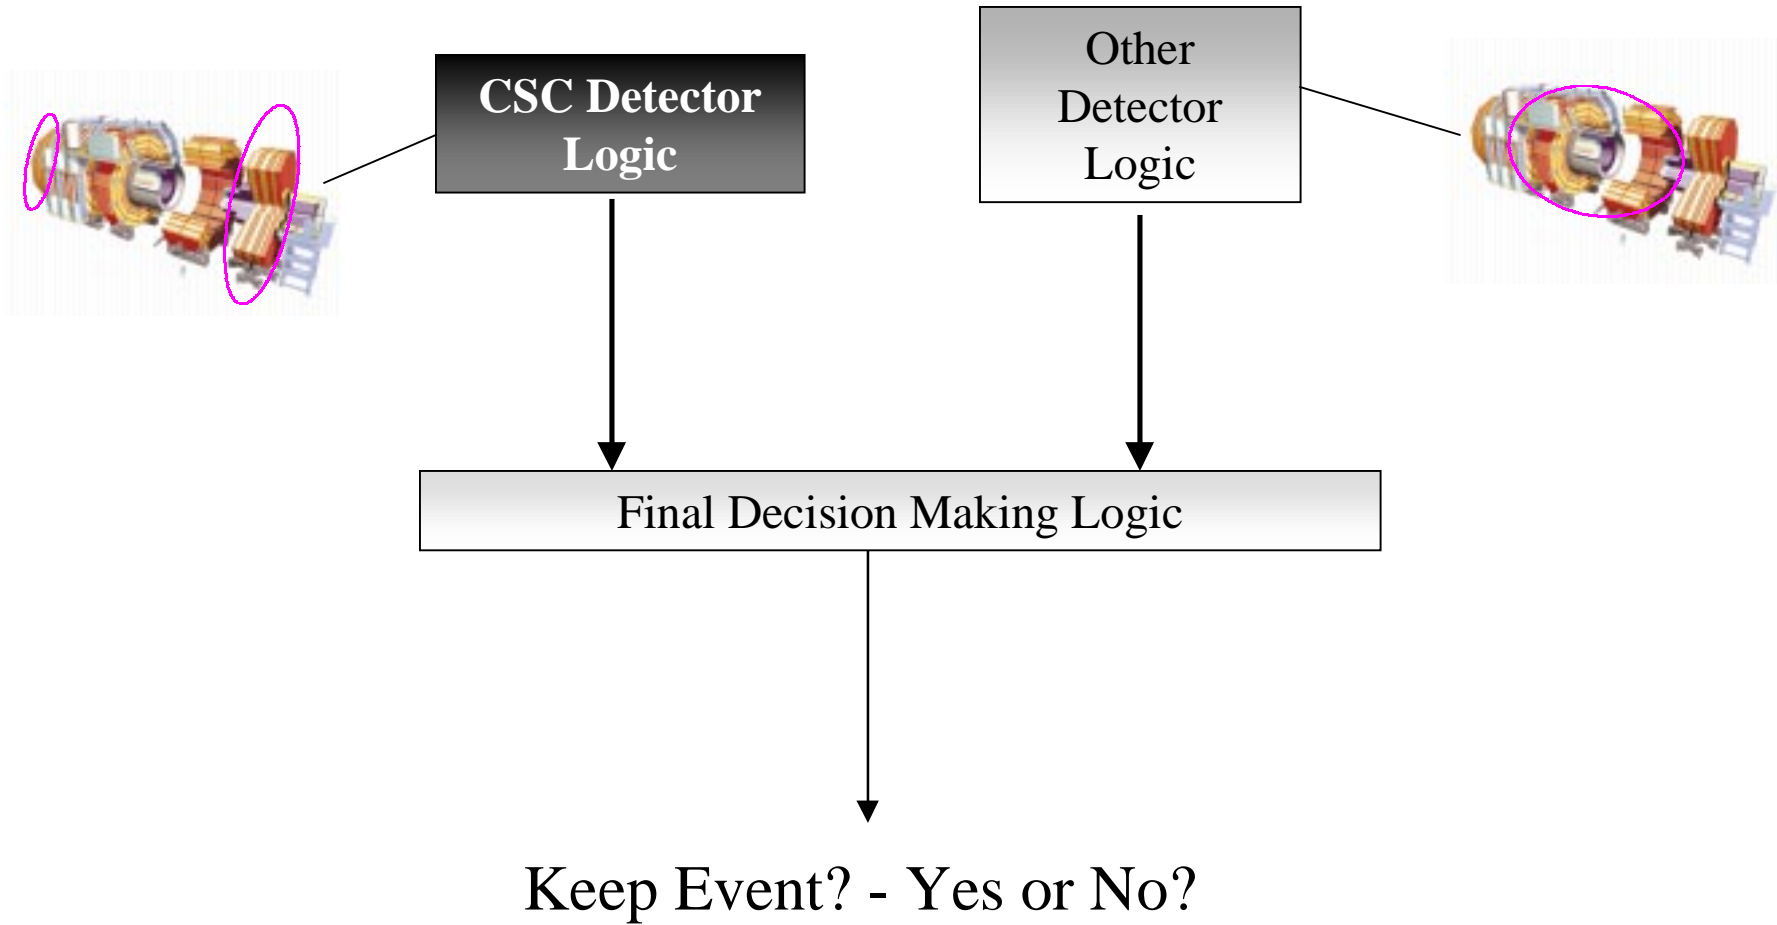 CSC Detector
Logic
Other
Detector
Logic
Final Decision Making Logic
Keep Event? - Yes or No?